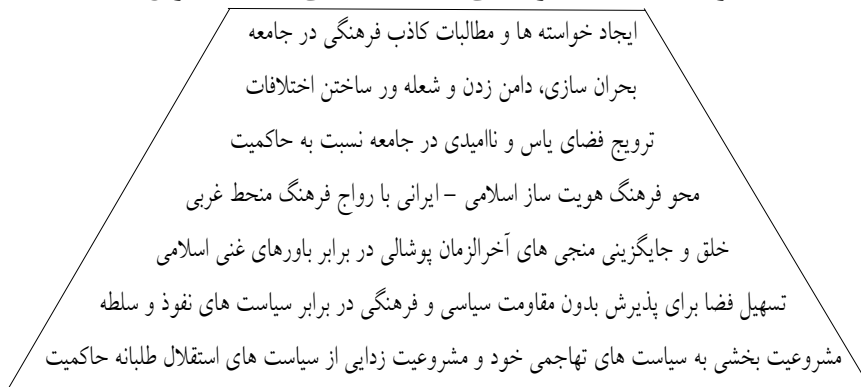 ایجاد خواسته ها و مطالبات کاذب فرهنگی در جامعه
بحران سازی، دامن زدن و شعله ور ساختن اختلافات
ترویج فضای یاس و ناامیدی در جامعه نسبت به حاکمیت
محو فرهنگ هویت ساز اسلامی – ایرانی با رواج فرهنگ منحط غربی
خلق و جایگزینی منجی های آخرالزمان پوشالی در برابر باورهای غنی اسلامی
تسهیل فضا برای پذیرش بدون مقاومت سیاسی و فرهنگی در برابر سیاست های نفوذ و سلطه
مشروعیت بخشی به سیاست های تهاجمی خود و مشروعیت زدایی از سیاست های استقلال طلبانه حاکمیت